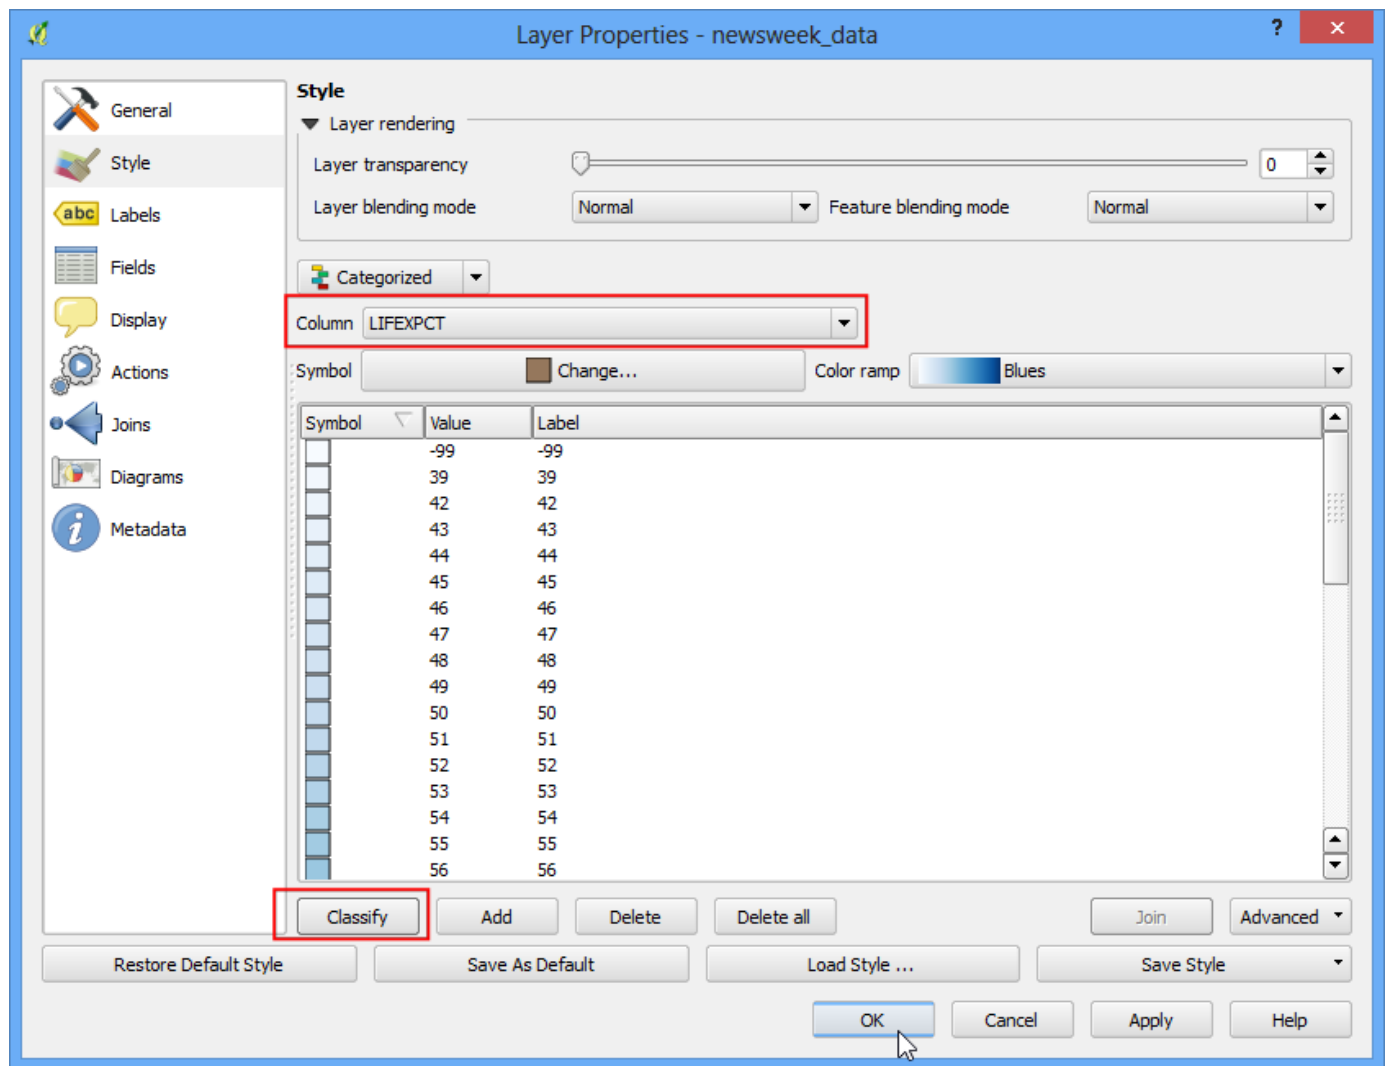 Layer Properties - newsweek_data
?
General
Style
abc
Labels
Fields
Display
Actions
Joins
Diagrams
i
Metadata
Style
Layer rendering
Layer transparency
0
Layer blending mode Normal Feature blending mode Normal
Categorized
Column LIFEXPCT
Symbol Change... Color ramp Blues
Symbol Value Label
-99 -99
39 39
42 42
43 43
44 44
45 45
46 46
47 47
48 48
49 49
50 50
51 51
52 52
53 53
54 54
55 55
56 56
Classify Add Delete Delete all Join Advanced
Restore Default Style Save As Default Load Style ... Save Style
OK Cancel Apply Help